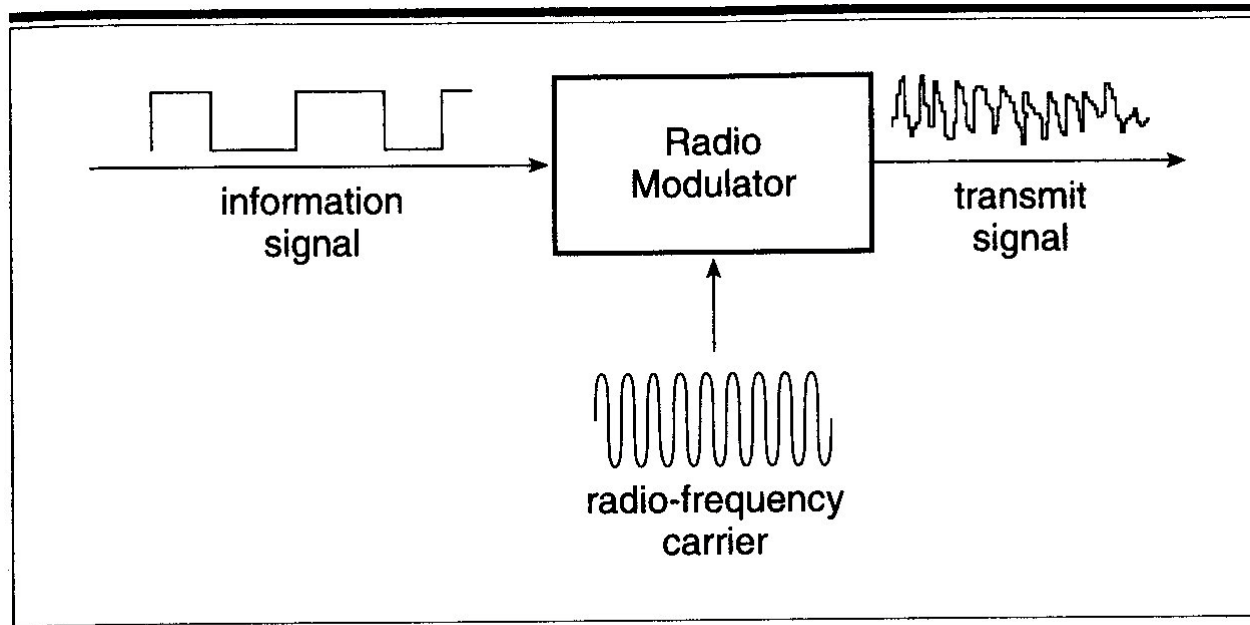 information
signal
Radio
Modulator
transmit
signal
radio-frequency
carrier